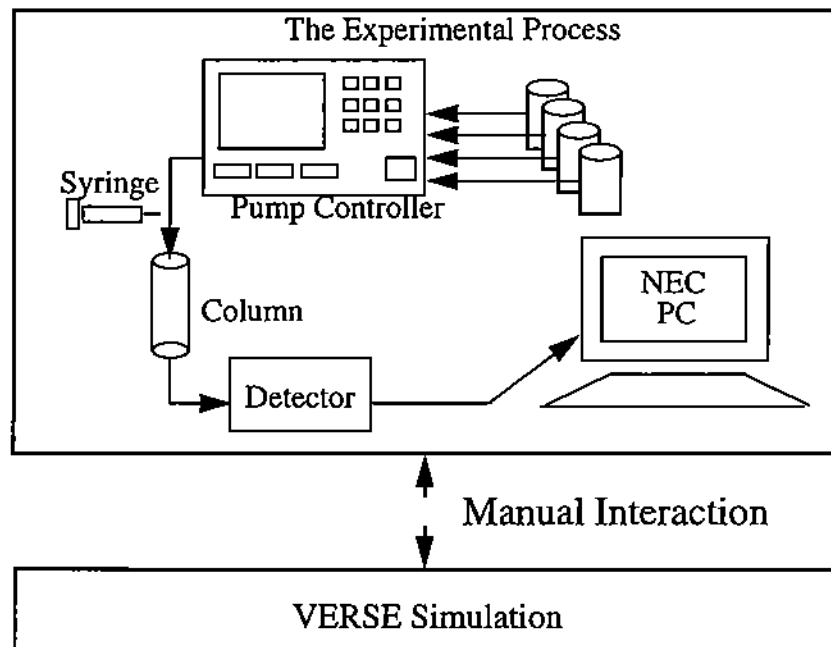 The Experimental Process
Syringe
Pump Controller
NEC
PC
Column
Detector
Manual Interaction
VERSE Simulation